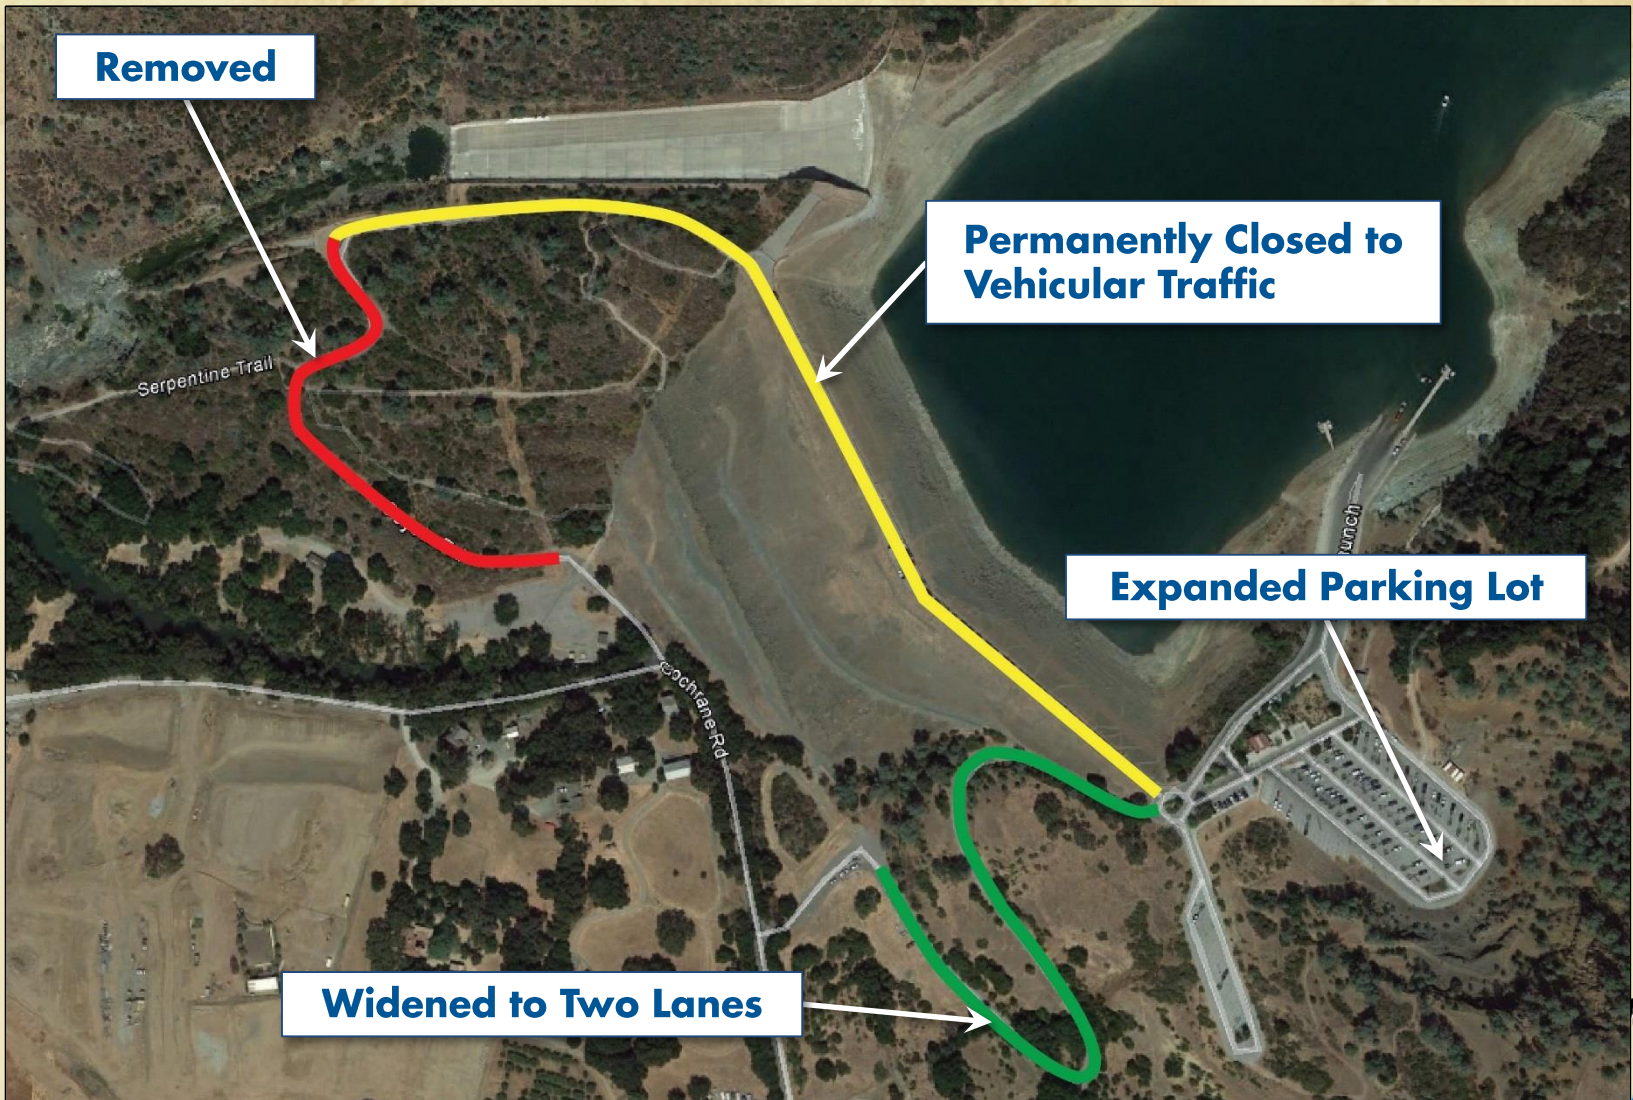 Removed
Permanently Closed to
Vehicular Traffic
Serpentine Trail
Expanded Parking Lot
Cochrane Rd
Widened to Two Lanes